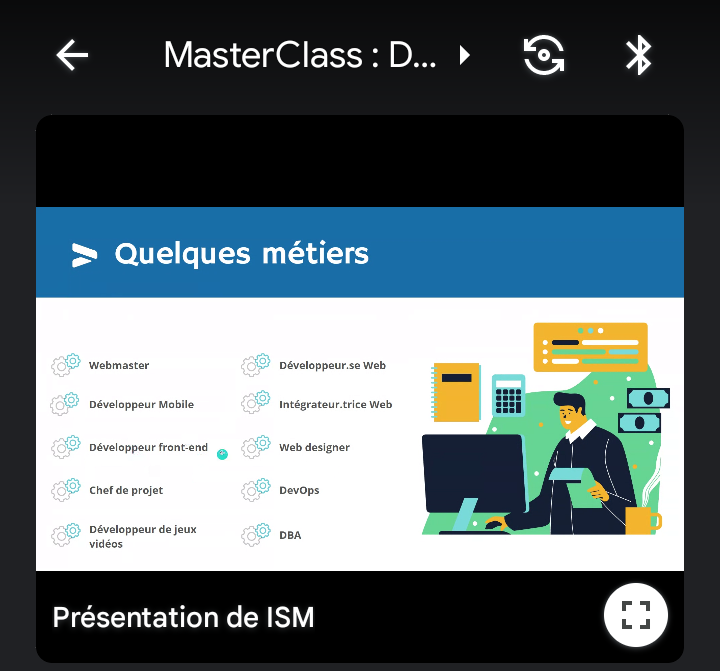 MasterClass : D...
Quelques métiers
Webmaster
Développeur.se Web
Développeur Mobile
Intégrateur.trice Web
Développeur front-end
Web designer
Chef de projet
DevOps
Développeur de jeux
vidéos
DBA
Présentation de ISM